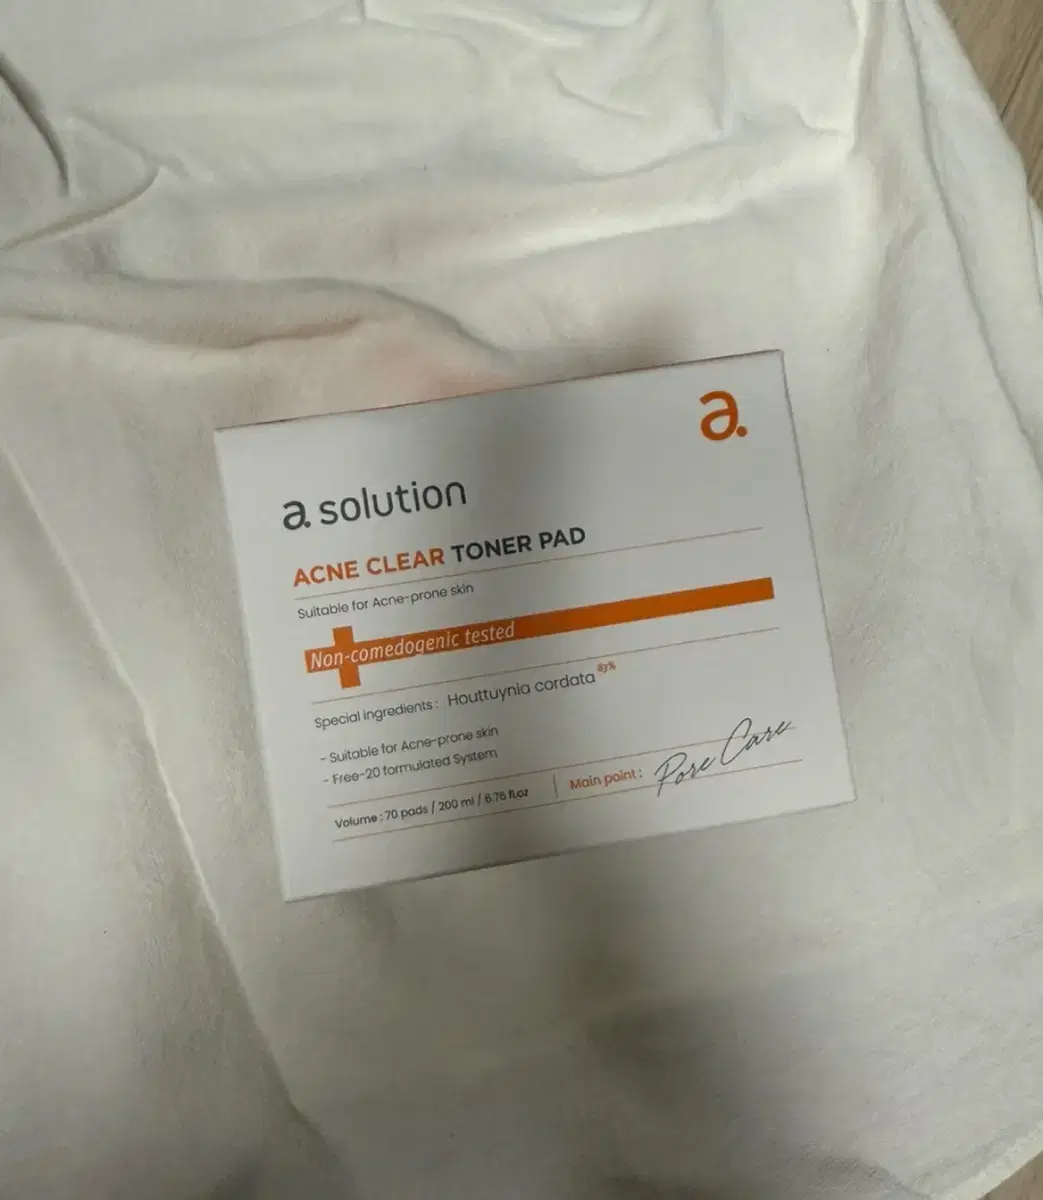 a.
a. solution
ACNE CLEAR TONER PAD
Suitable for Acne-prone skin
Non-comedogenic tested
Special ingredients : Houttuynia cordata 83%
- Suitable for Acne-prone skin
- Free-20 formulated System
Volume : 70 pads / 200 ml / 6.76 fl.oz
Main point : Pore Care